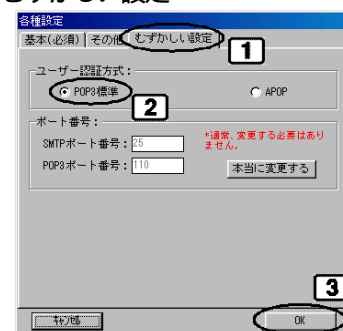 むずかしい設定
各種設定
基本(必須) その他 むずかしい設定
1
ユーザー認証方式：
POP3標準 APOP
2
ポート番号：
SMTPポート番号：25
*通常、変更する必要はありません。
POP3ポート番号：110
本当に変更する
3
キャンセル OK